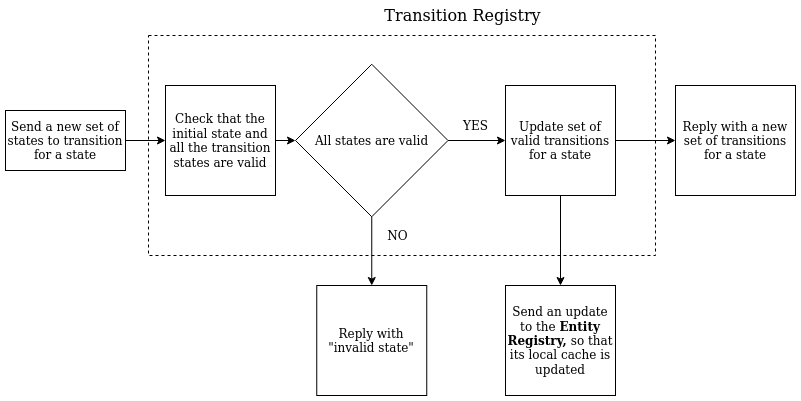 Transition Registry
Send a new set of
states to transition
for a state
Check that the
initial state and
all the transition
states are valid
All states are valid
YES
Update set of
valid transitions
for a state
Reply with a new
set of transitions
for a state
NO
Reply with
"invalid state"
Send an update
to the Entity
Registry, so that
its local cache is
updated